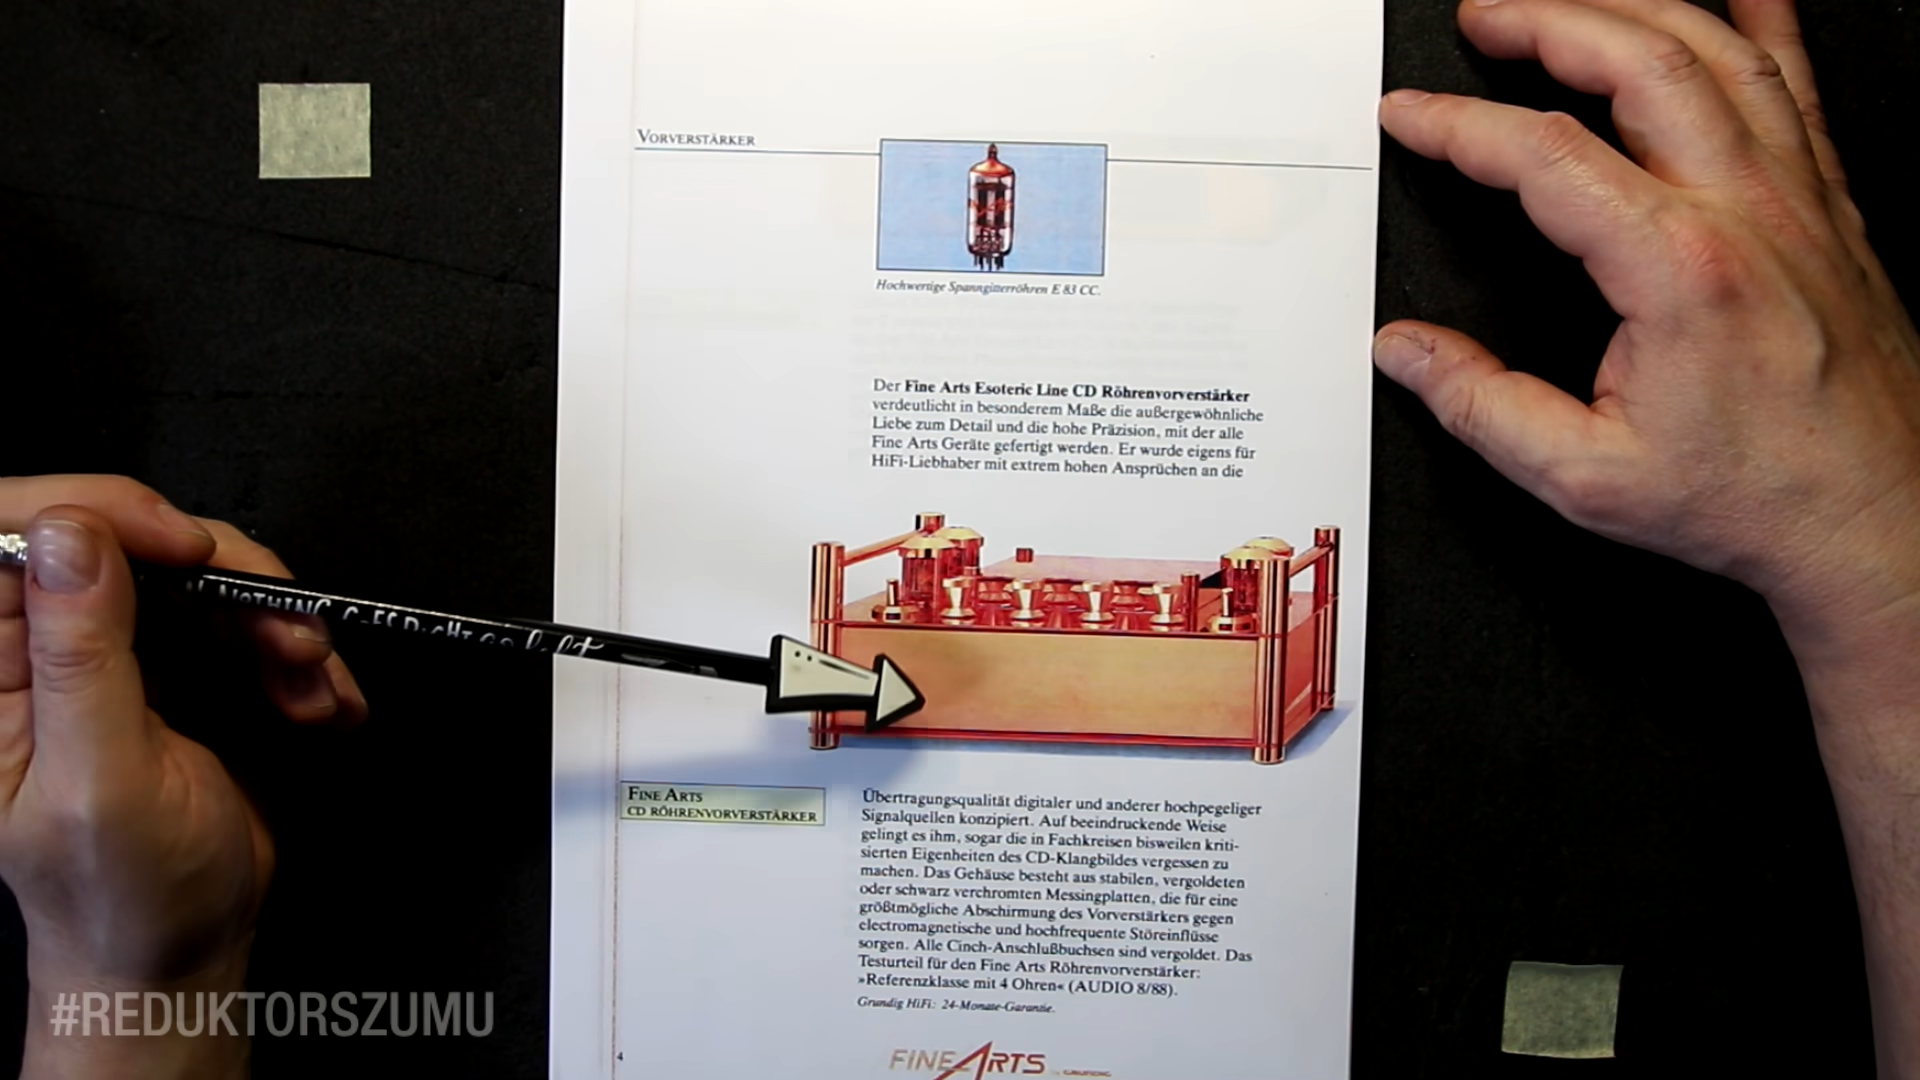 VORVERSTÄRKER
Hochwertige Spanngitterröhren E 83 CC.
Der Fine Arts Esoteric Line CD Röhrenvorverstärker
verdeutlicht in besonderem Maße die außergewöhnliche
Liebe zum Detail und die hohe Präzision, mit der alle
Fine Arts Geräte gefertigt werden. Er wurde eigens für
HiFi-Liebhaber mit extrem hohen Ansprüchen an die
NOTHING GOES RIGHT go left
FINE ARTS
CD RÖHRENVORVERSTÄRKER
Übertragungsqualität digitaler und anderer hochpegeliger
Signalquellen konzipiert. Auf beeindruckende Weise
gelingt es ihm, sogar die in Fachkreisen bisweilen kriti-
sierten Eigenheiten des CD-Klangbildes vergessen zu
machen. Das Gehäuse besteht aus stabilen, vergoldeten
oder schwarz verchromten Messingplatten, die für eine
größtmögliche Abschirmung des Vorverstärkers gegen
electromagnetische und hochfrequente Störeinflüsse
sorgen. Alle Cinch-Anschlußbuchsen sind vergoldet. Das
Testurteil für den Fine Arts Röhrenvorverstärker:
»Referenzklasse mit 4 Ohren« (AUDIO 8/88).
Grundig HiFi: 24-Monate-Garantie.
#REDUKTORSZUMU
4
FINE ARTS
GRUNDIG